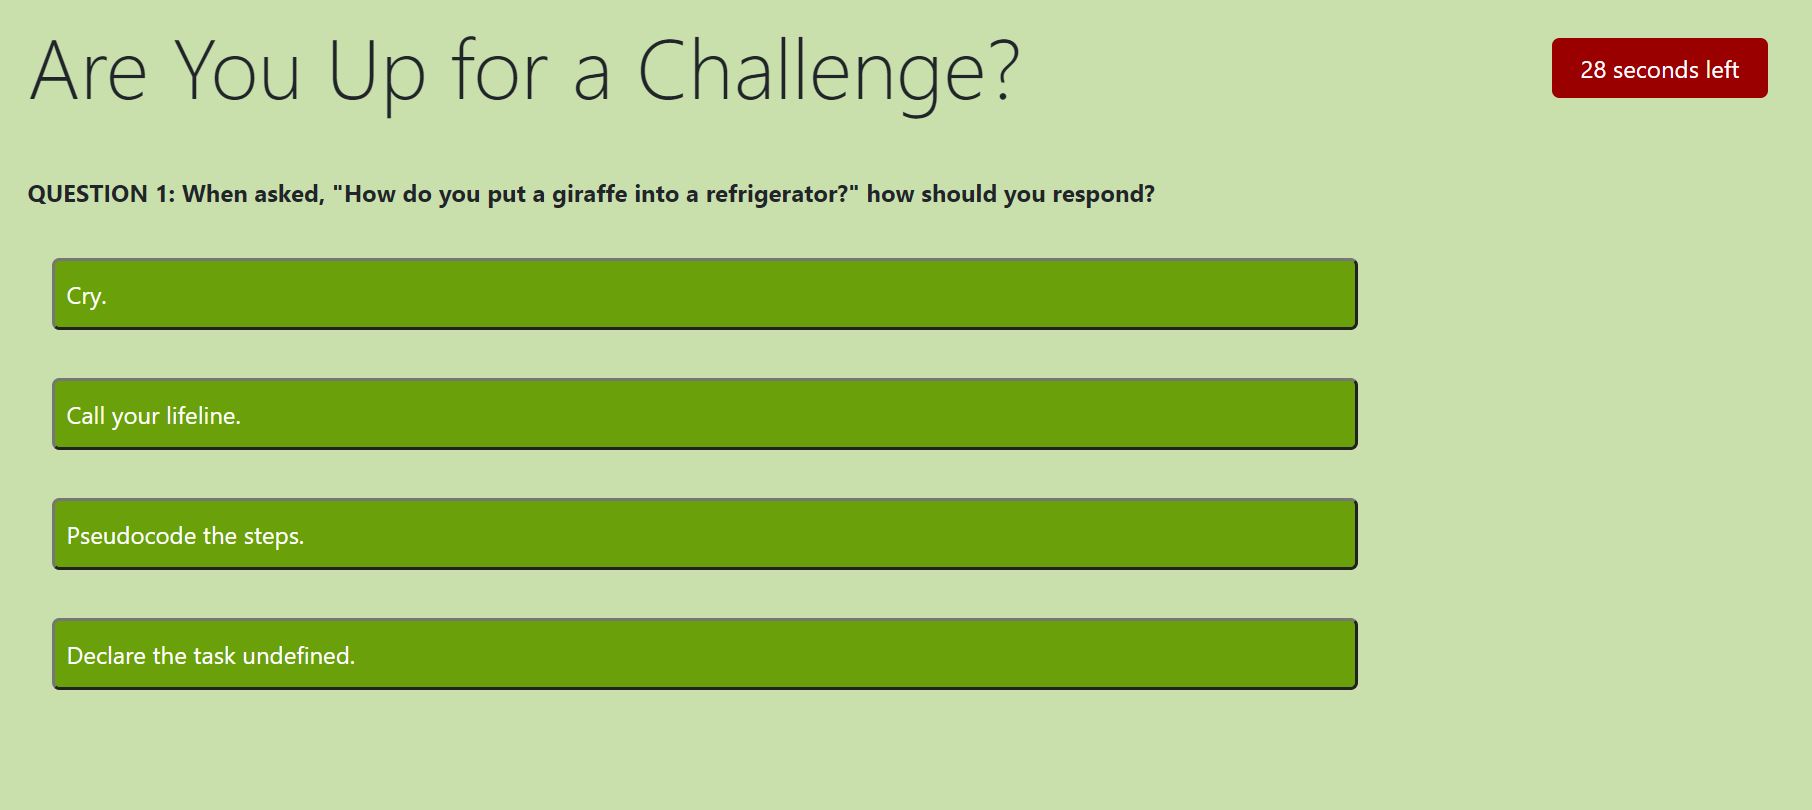 Are You Up for a Challenge?
28 seconds left
QUESTION 1: When asked, "How do you put a giraffe into a refrigerator?" how should you respond?
Cry.
Call your lifeline.
Pseudocode the steps.
Declare the task undefined.